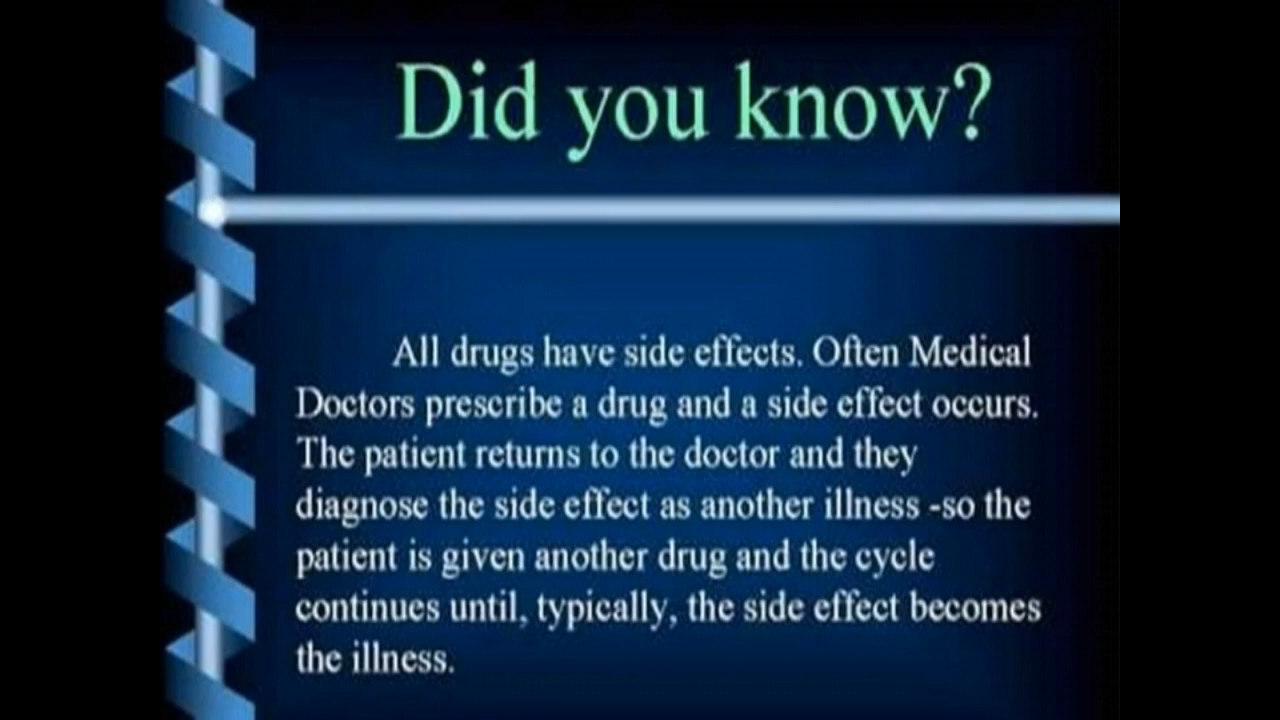 Did you know?
All drugs have side effects. Often Medical
Doctors prescribe a drug and a side effect occurs.
The patient returns to the doctor and they
diagnose the side effect as another illness -so the
patient is given another drug and the cycle
continues until, typically, the side effect becomes
the illness.